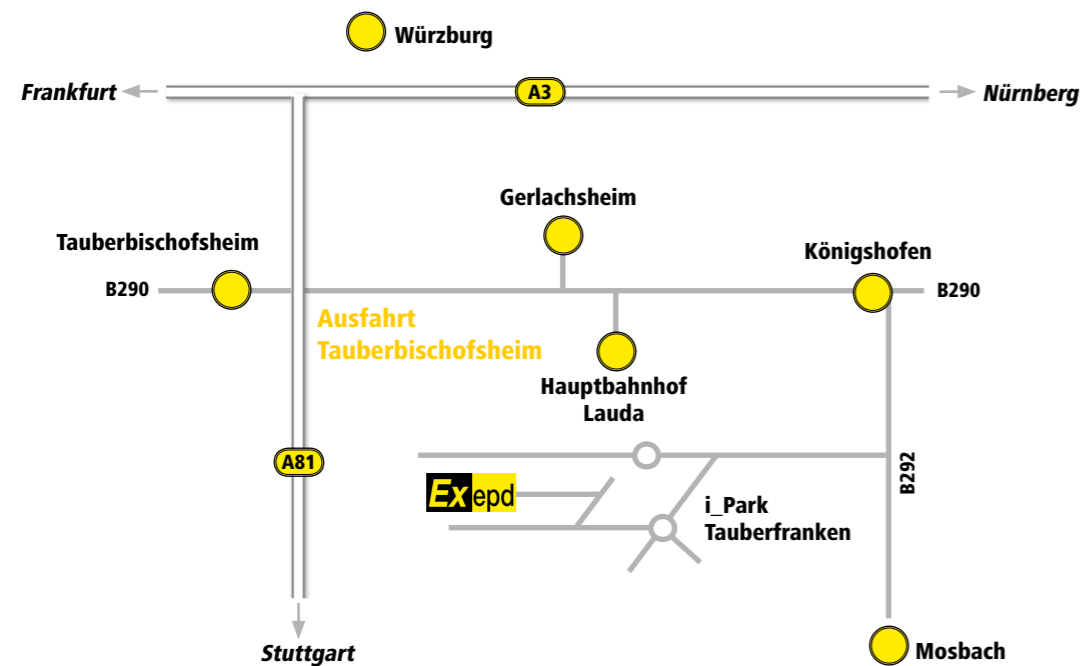 Würzburg
Frankfurt
A3
Nürnberg
Gerlachsheim
Tauberbischofsheim
Königshofen
B290
B290
Ausfahrt
Tauberbischofsheim
Hauptbahnhof
Lauda
A81
B292
Exepd
i_Park
Tauberfranken
Stuttgart
Mosbach